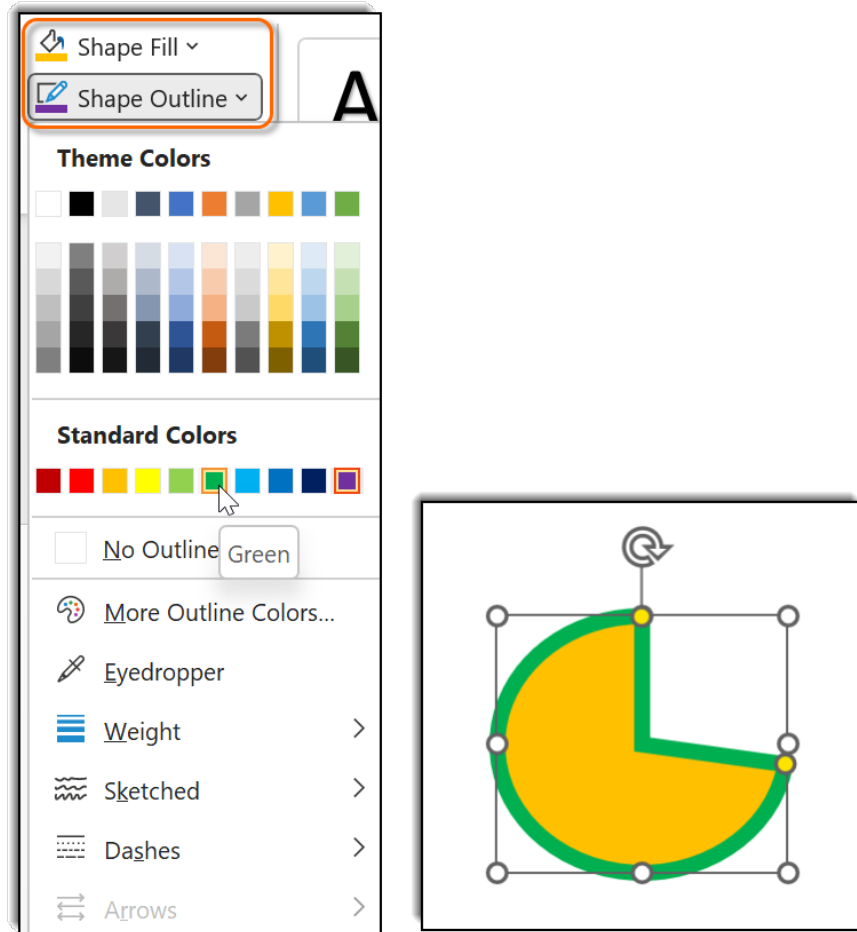 Shape Fill
Shape Outline
A
Theme Colors
Standard Colors
No Outline
Green
More Outline Colors...
Eyedropper
Weight
Sketched
Dashes
Arrows